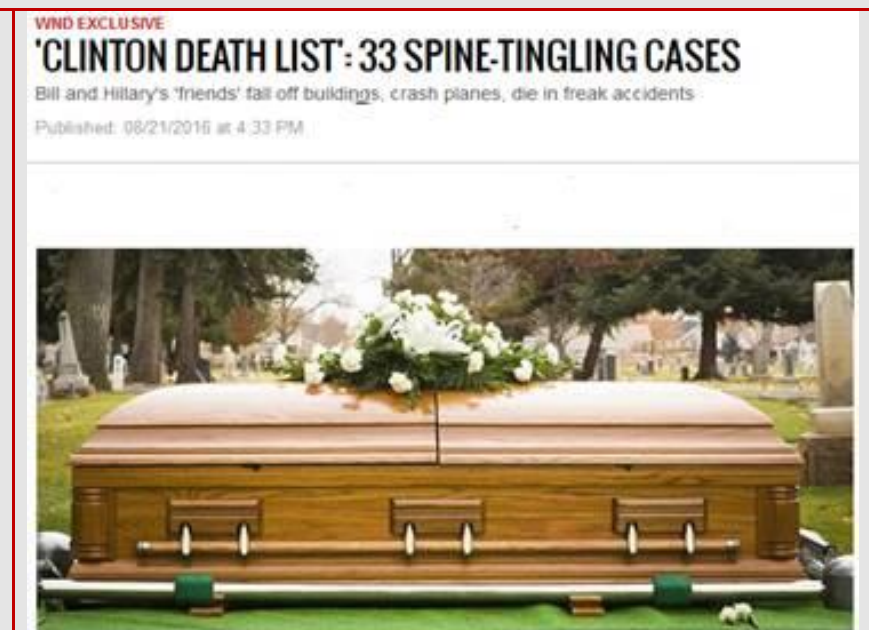 WND EXCLUSIVE
'CLINTON DEATH LIST': 33 SPINE-TINGLING CASES
Bill and Hillary's 'friends' fall off buildings, crash planes, die in freak accidents
Published: 08/21/2016 at 4:33 PM